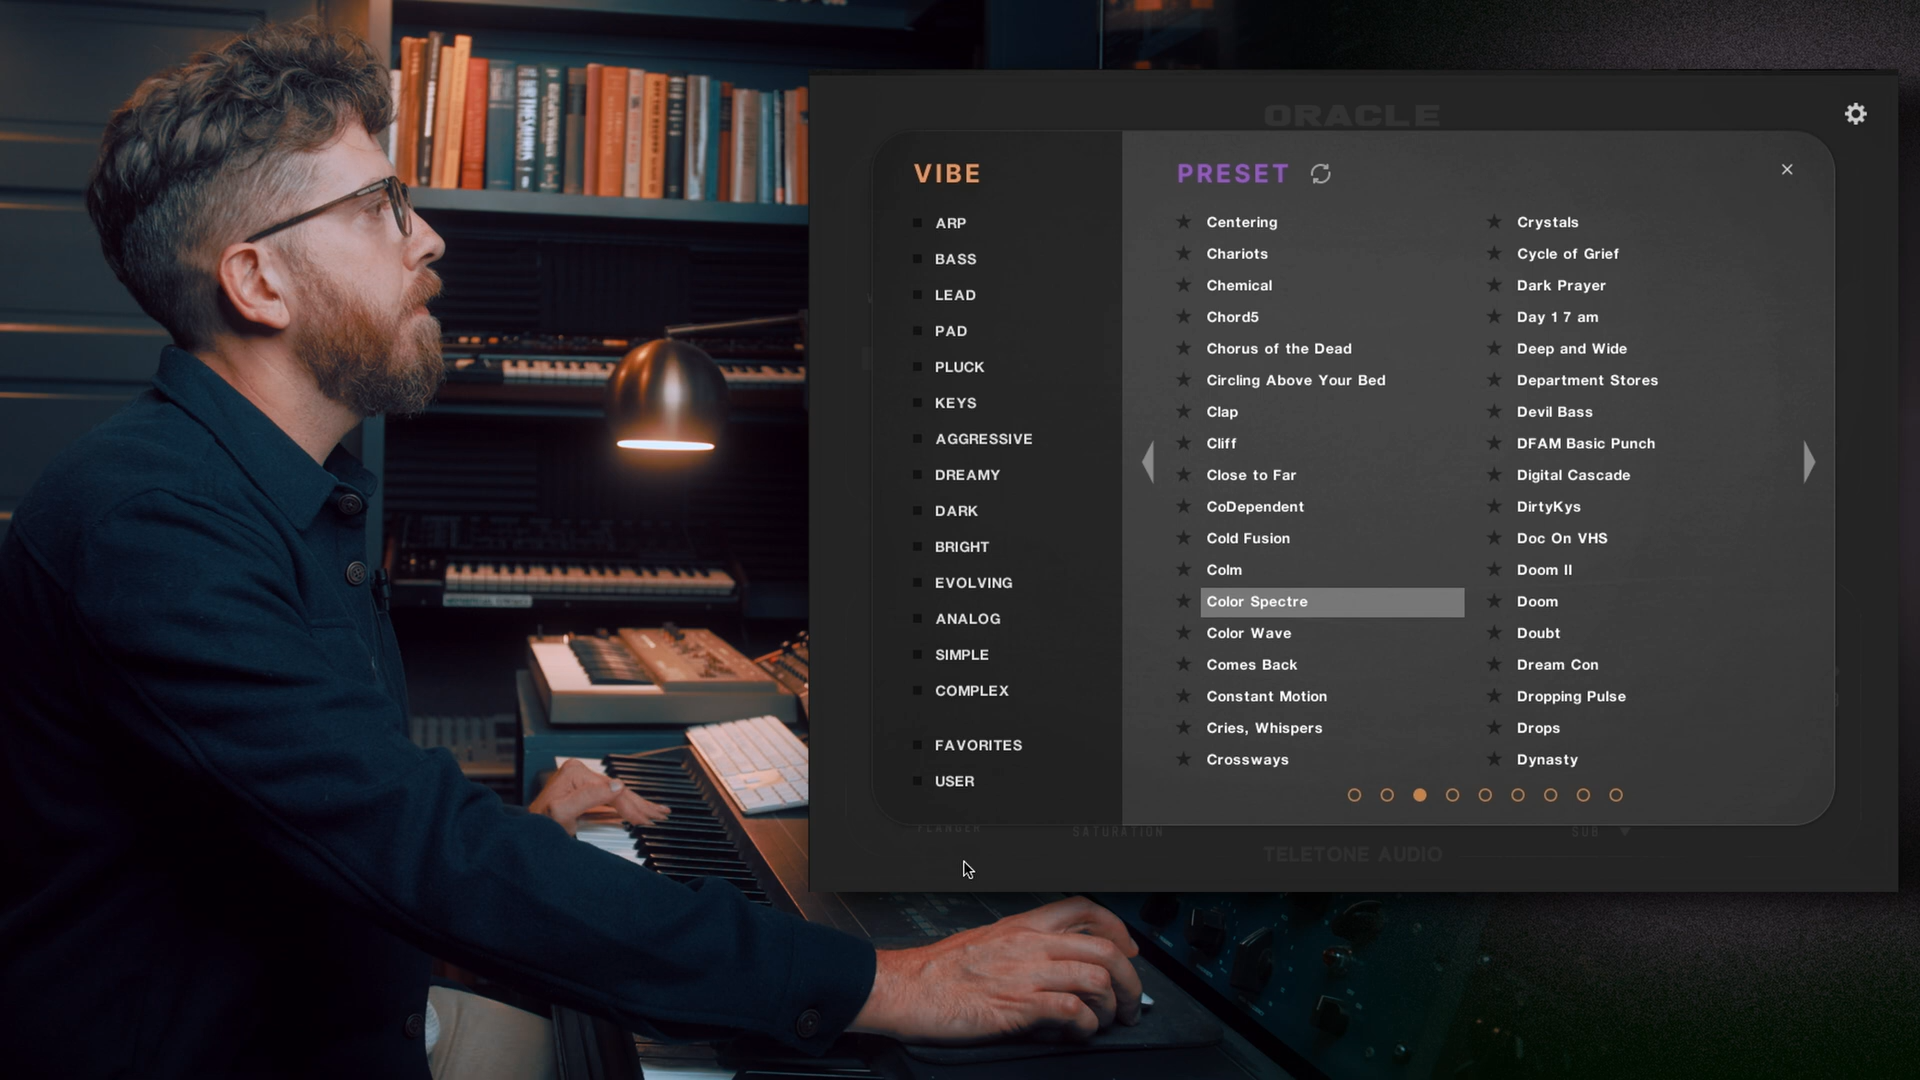 ORACLE
VIBE
ARP
BASS
LEAD
PAD
PLUCK
KEYS
AGGRESSIVE
DREAMY
DARK
BRIGHT
EVOLVING
ANALOG
SIMPLE
COMPLEX
FAVORITES
USER
PRESET
Centering
Chariots
Chemical
Chord5
Chorus of the Dead
Circling Above Your Bed
Clap
Cliff
Close to Far
CoDependent
Cold Fusion
Colm
Color Spectre
Color Wave
Comes Back
Constant Motion
Cries, Whispers
Crossways
Crystals
Cycle of Grief
Dark Prayer
Day 1 7 am
Deep and Wide
Department Stores
Devil Bass
DFAM Basic Punch
Digital Cascade
DirtyKys
Doc On VHS
Doom II
Doom
Doubt
Dream Con
Dropping Pulse
Drops
Dynasty
FLANGER
SATURATION
SUB
TELETONE AUDIO